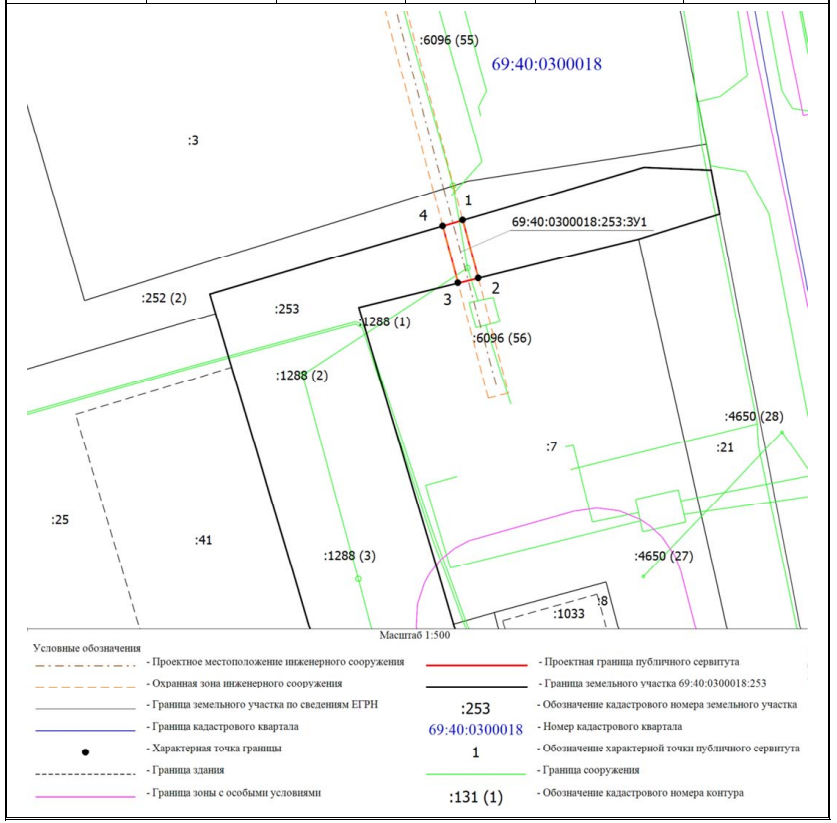 :6096 (55)
69:40:0300018
:3
1
4
69:40:0300018:253:ЗУ1
2
3
:252 (2)
:253
:1288 (1)
:6096 (56)
:1288 (2)
:4650 (28)
:7
:21
:25
:41
:1288 (3)
:4650 (27)
:8
:1033
Масштаб 1:500
Условные обозначения
- Проектное местоположение инженерного сооружения
- Охранная зона инженерного сооружения
- Граница земельного участка по сведениям ЕГРН
- Граница кадастрового квартала
- Характерная точка границы
- Граница здания
- Граница зоны с особыми условиями
- Проектная граница публичного сервитута
- Граница земельного участка 69:40:0300018:253
:253 - Обозначение кадастрового номера земельного участка
69:40:0300018 - Номер кадастрового квартала
1 - Обозначение характерной точки публичного сервитута
- Граница сооружения
:131 (1) - Обозначение кадастрового номера контура